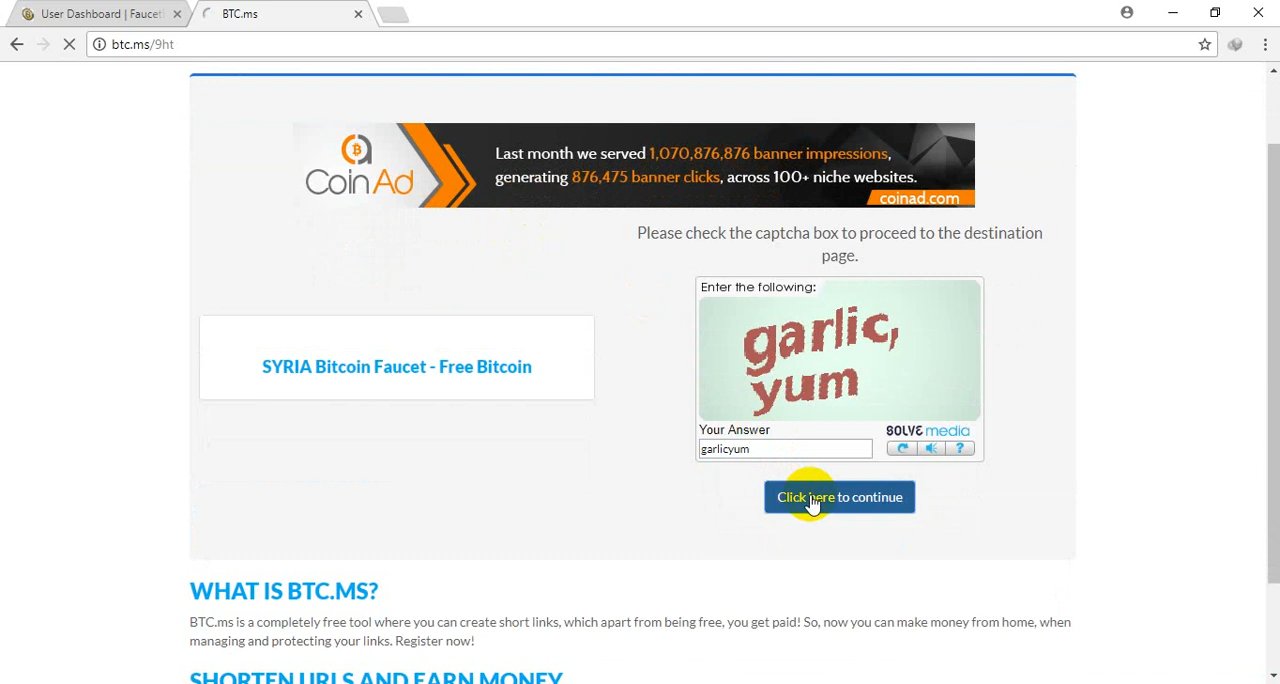 User Dashboard | Faucet
BTC.ms
btc.ms/9ht
CoinAd
Last month we served 1,070,876,876 banner impressions,
generating 876,475 banner clicks, across 100+ niche websites.
coinad.com
Please check the captcha box to proceed to the destination
page.
Enter the following:
garlic,
yum
SYRIA Bitcoin Faucet - Free Bitcoin
Your Answer
SOLVE media
garlicyum
?
Click here to continue
WHAT IS BTC.MS?
BTC.ms is a completely free tool where you can create short links, which apart from being free, you get paid! So, now you can make money from home, when
managing and protecting your links. Register now!
SHORTEN URLS AND EARN MONEY